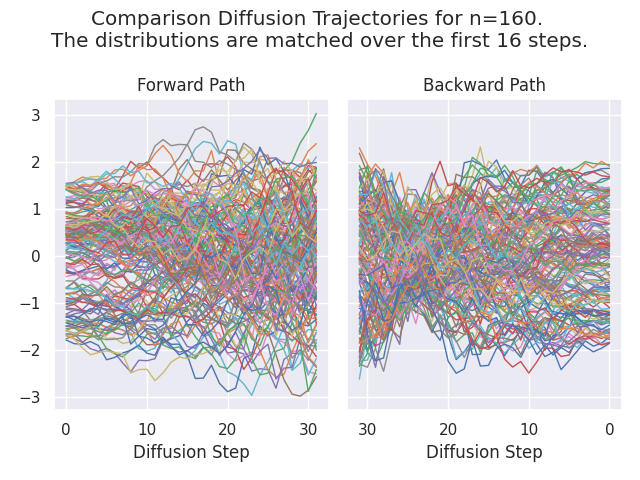 Comparison Diffusion Trajectories for n=160.
The distributions are matched over the first 16 steps.
Forward Path
Backward Path
3
2
1
0
−1
−2
−3
0
10
20
30
30
20
10
0
Diffusion Step
Diffusion Step